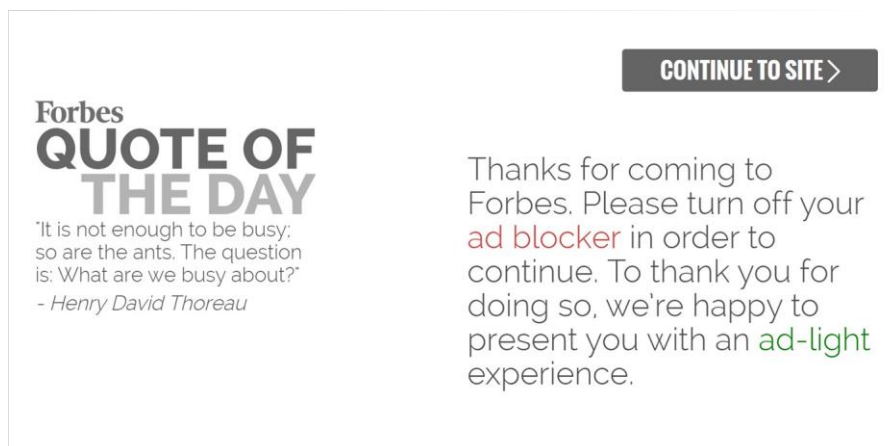 CONTINUE TO SITE >
Forbes
QUOTE OF
THE DAY
"It is not enough to be busy;
so are the ants. The question
is: What are we busy about?"
- Henry David Thoreau
Thanks for coming to
Forbes. Please turn off your
ad blocker in order to
continue. To thank you for
doing so, we're happy to
present you with an ad-light
experience.